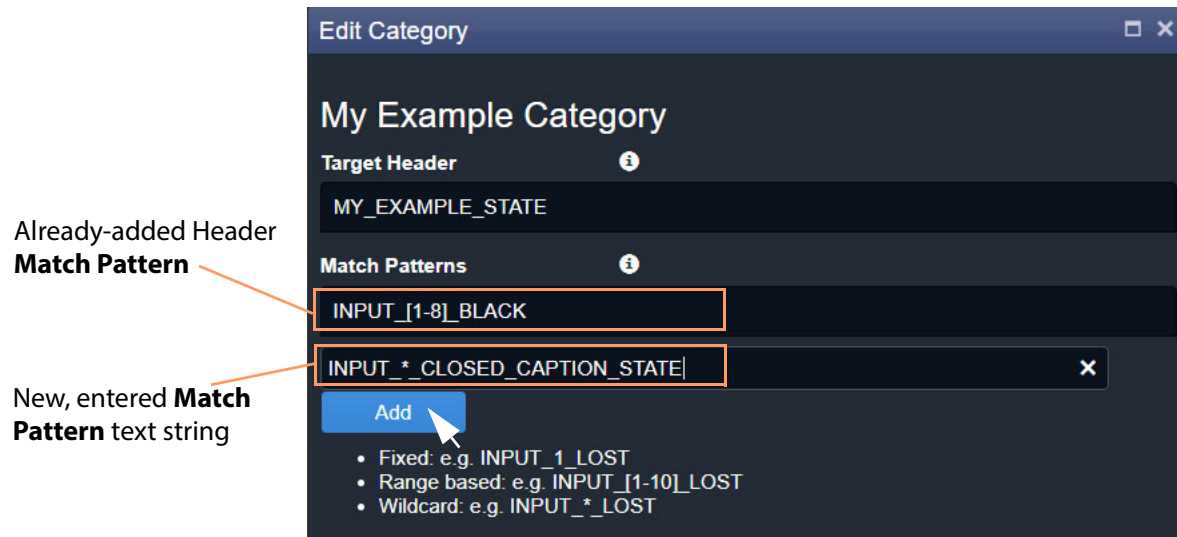 Edit Category
My Example Category
Target Header
MY_EXAMPLE_STATE
Already-added Header
Match Pattern
Match Patterns
INPUT_[1-8]_BLACK
INPUT_*_CLOSED_CAPTION_STATE
New, entered Match
Pattern text string
Add
• Fixed: e.g. INPUT_1_LOST
• Range based: e.g. INPUT_[1-10]_LOST
• Wildcard: e.g. INPUT_*_LOST